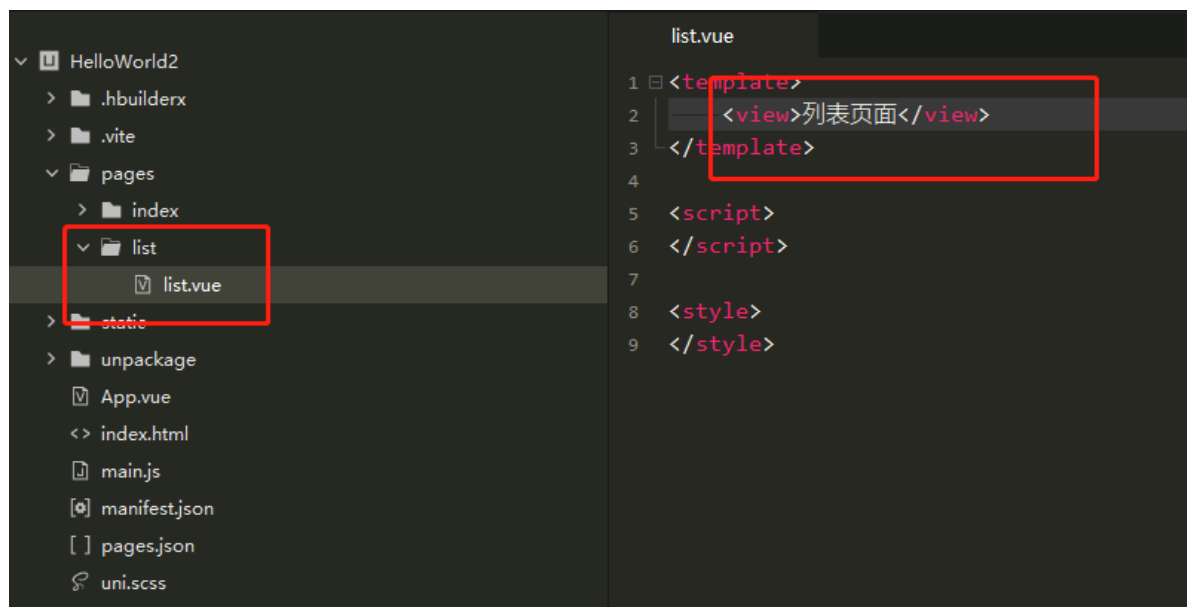 HelloWorld2
.hbuilderx
.vite
pages
index
list
list.vue
static
unpackage
App.vue
index.html
main.js
manifest.json
pages.json
uni.scss
list.vue
1 <template>
2 <view>列表页面</view>
3 </template>
4
5 <script>
6 </script>
7
8 <style>
9 </style>